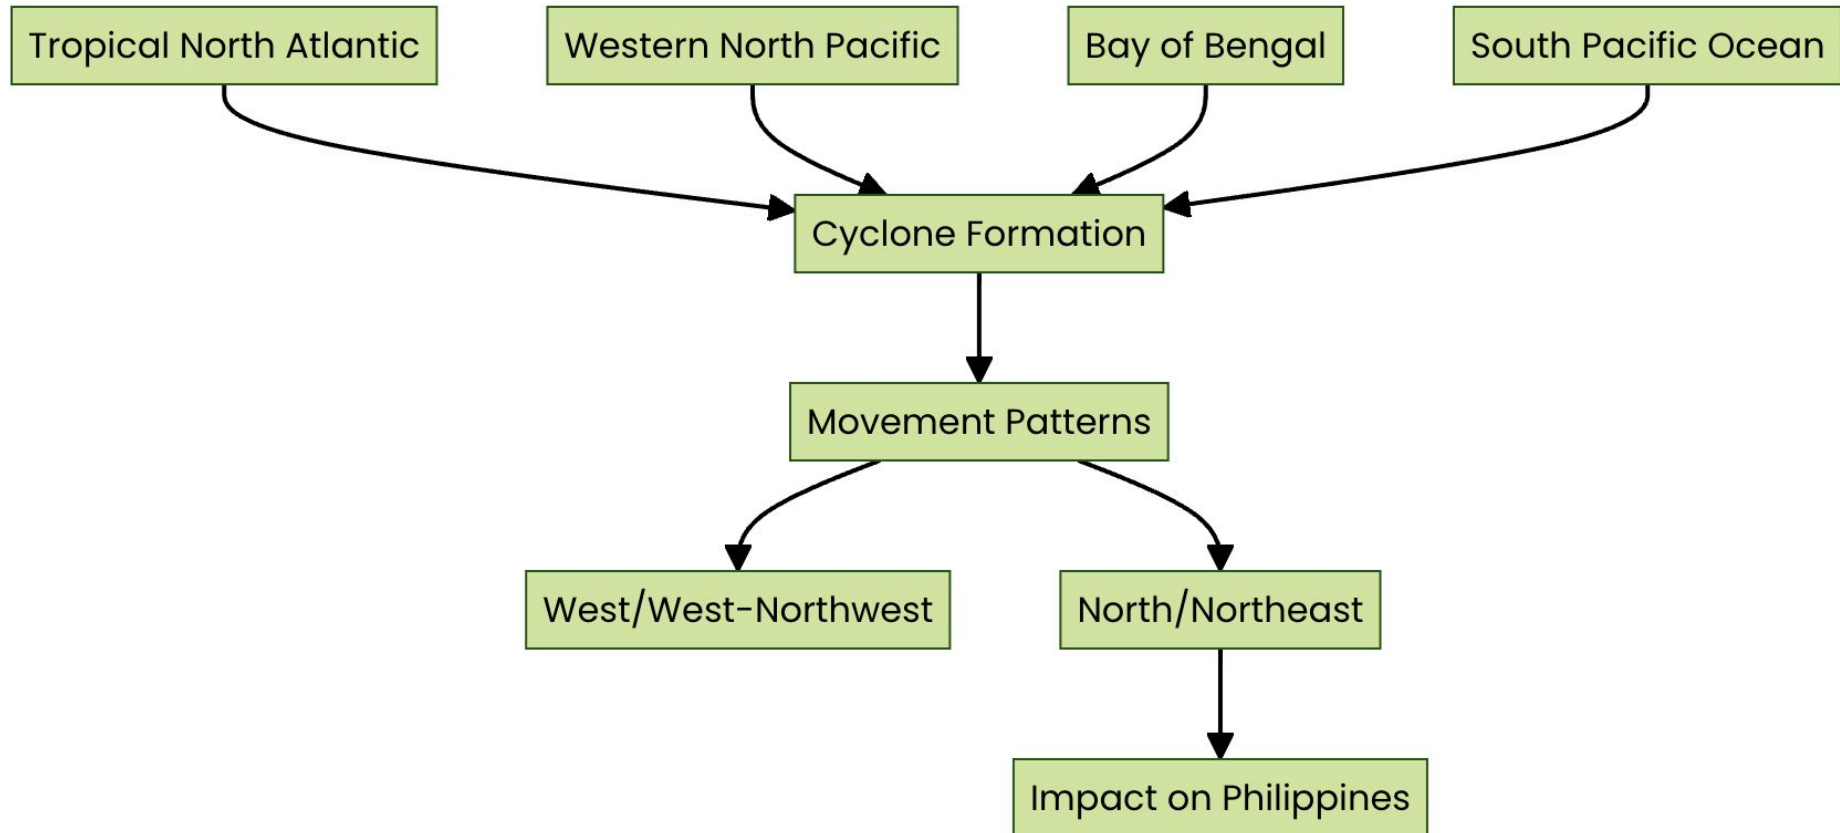 Tropical North Atlantic
Western North Pacific
Bay of Bengal
South Pacific Ocean
Cyclone Formation
Movement Patterns
West/West-Northwest
North/Northeast
Impact on Philippines